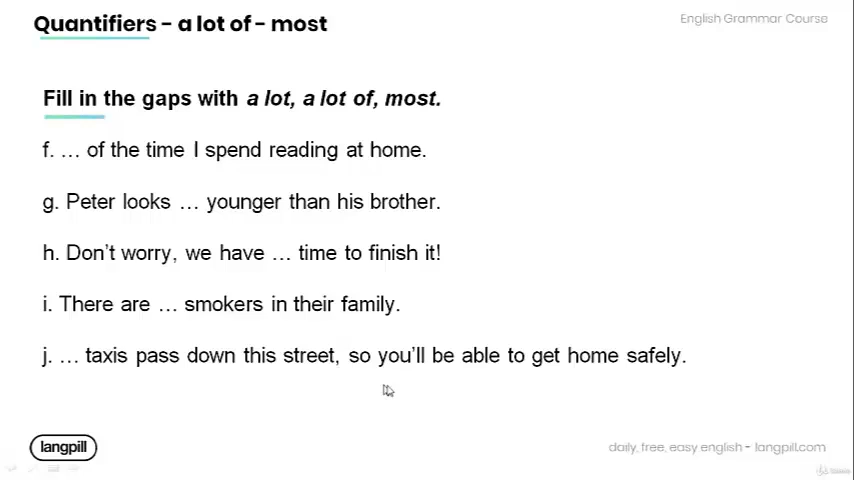 Quantifiers - a lot of - most
English Grammar Course
Fill in the gaps with a lot, a lot of, most.
f. … of the time I spend reading at home.
g. Peter looks … younger than his brother.
h. Don't worry, we have … time to finish it!
i. There are … smokers in their family.
j. … taxis pass down this street, so you'll be able to get home safely.
langpill
daily, free, easy english - langpill.com